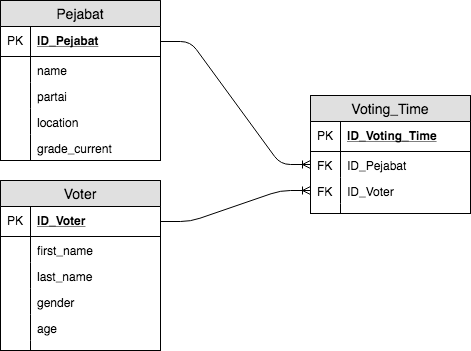 Pejabat
PK ID_Pejabat
name
partai
location
grade_current
Voter
PK ID_Voter
first_name
last_name
gender
age
Voting_Time
PK ID_Voting_Time
FK ID_Pejabat
FK ID_Voter